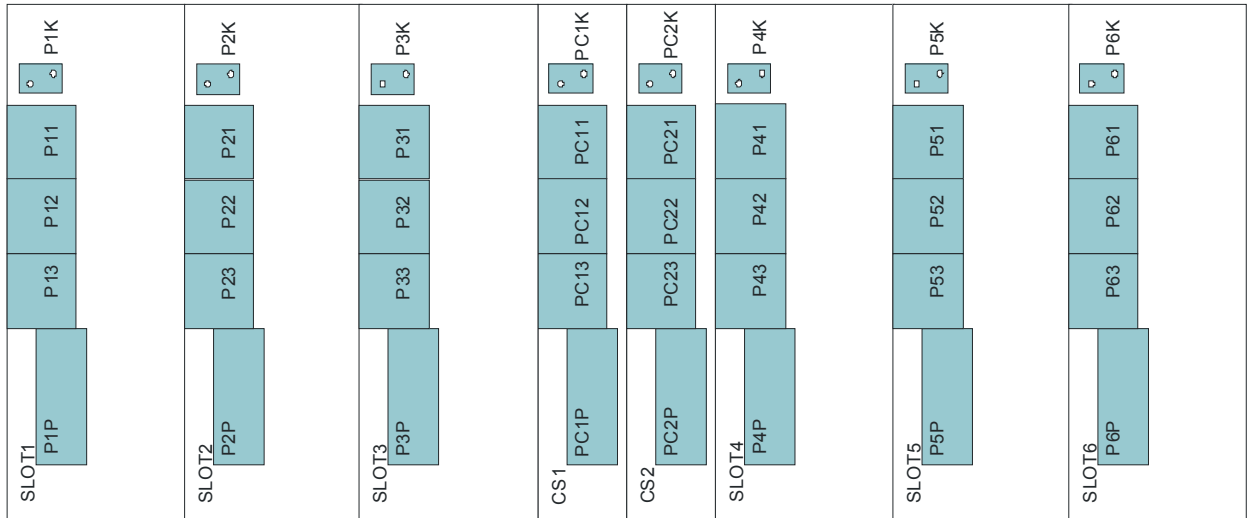 P1K
P11
P12
P13
P1P
SLOT1
P2K
P21
P22
P23
P2P
SLOT2
P3K
P31
P32
P33
P3P
SLOT3
PC1K
PC11
PC12
PC13
PC1P
CS1
PC2K
PC21
PC22
PC23
PC2P
CS2
P4K
P41
P42
P43
P4P
SLOT4
P5K
P51
P52
P53
P5P
SLOT5
P6K
P61
P62
P63
P6P
SLOT6